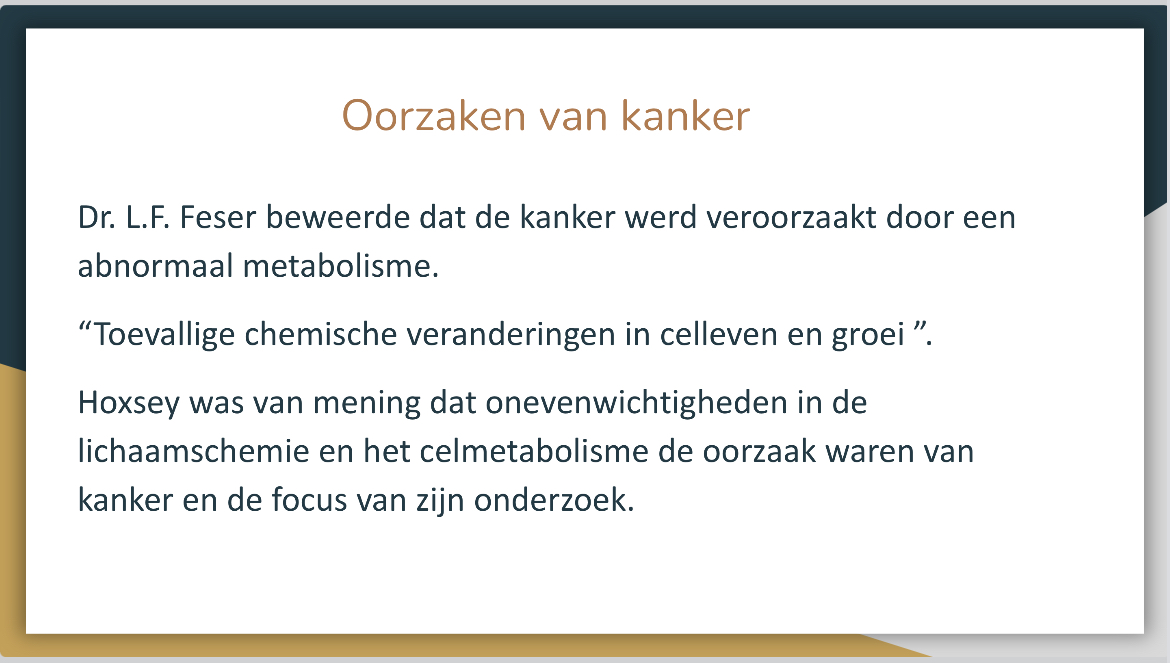 Oorzaken van kanker
Dr. L.F. Feser beweerde dat de kanker werd veroorzaakt door een
abnormaal metabolisme.
“Toevallige chemische veranderingen in celleven en groei ”.
Hoxsey was van mening dat onevenwichtigheden in de
lichaamschemie en het celmetabolisme de oorzaak waren van
kanker en de focus van zijn onderzoek.